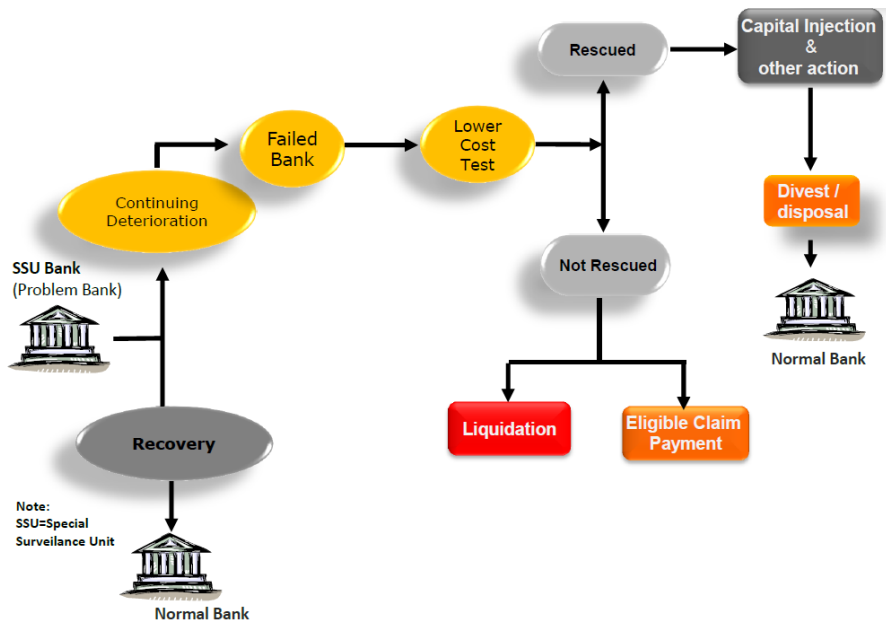 Capital Injection
&
other action
Rescued
Failed
Bank
Lower
Cost
Test
Continuing
Deterioration
Divest /
disposal
SSU Bank
(Problem Bank)
Not Rescued
Normal Bank
Liquidation
Eligible Claim
Payment
Recovery
Note:
SSU=Special
Surveilance Unit
Normal Bank